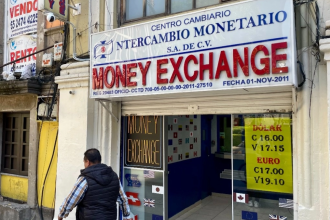 CENTRO CAMBIARIO
INTERCAMBIO MONETARIO
S.A. DE C.V.
MONEY EXCHANGE
FECHA 01-NOV-2011
RENTO
MONEY
EXCHANGE
DOLAR
C 16.00
V 17.15
EURO
C 17.00
V 19.10